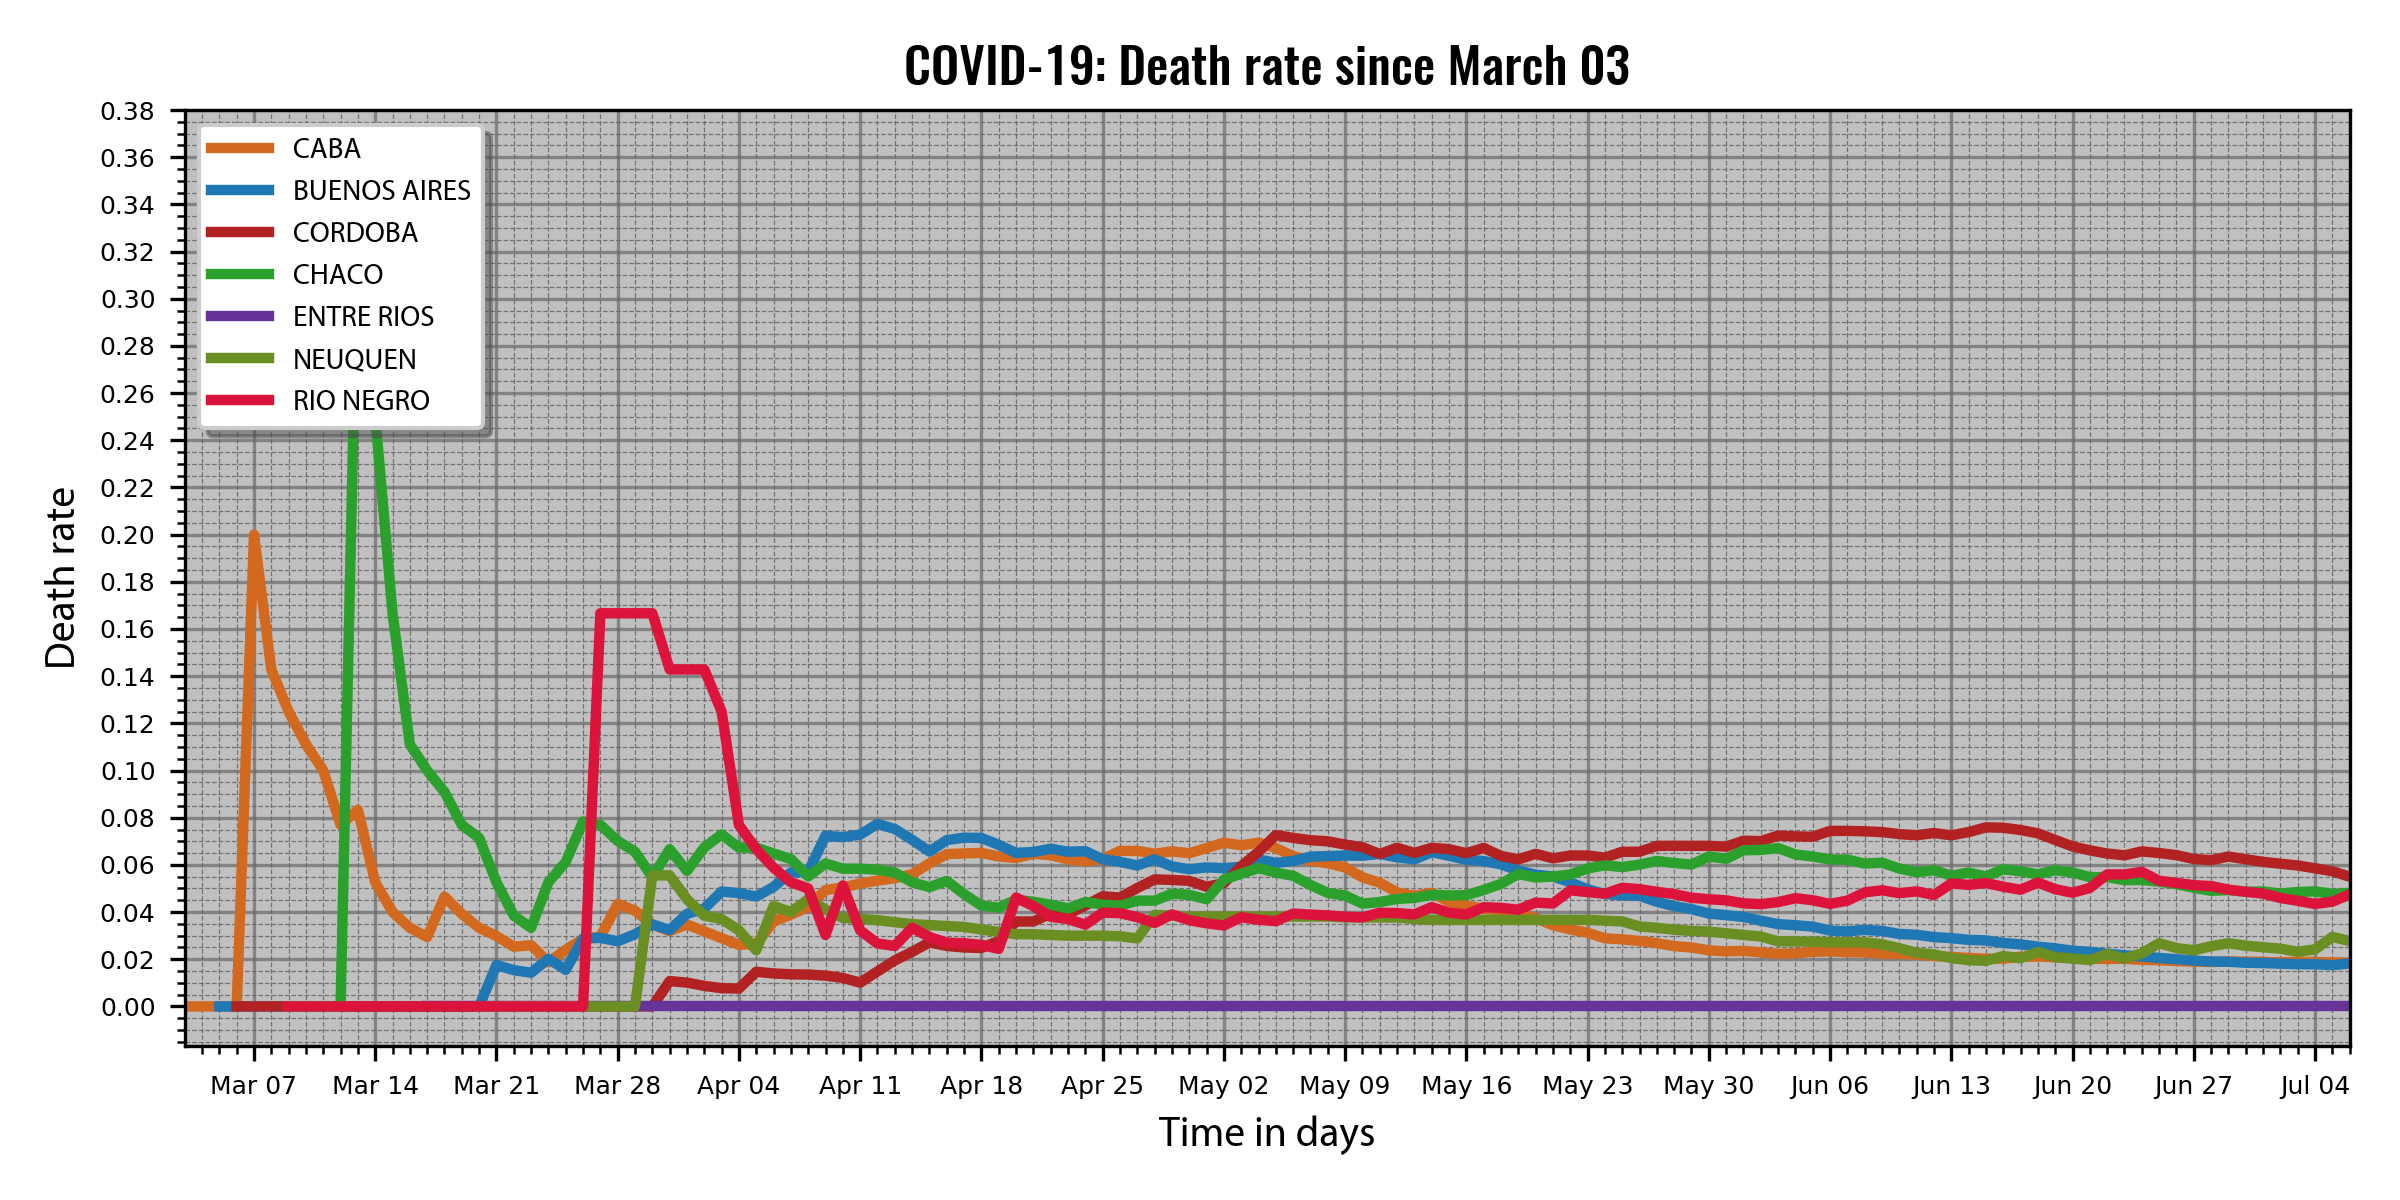 COVID-19: Death rate since March 03
0.38
0.36
0.34
0.32
0.30
0.28
0.26
0.24
0.22
0.20
0.18
0.16
0.14
0.12
0.10
0.08
0.06
0.04
0.02
0.00
Death rate
CABA
BUENOS AIRES
CORDOBA
CHACO
ENTRE RIOS
NEUQUEN
RIO NEGRO
Mar 07 Mar 14 Mar 21 Mar 28 Apr 04 Apr 11 Apr 18 Apr 25 May 02 May 09 May 16 May 23 May 30 Jun 06 Jun 13 Jun 20 Jun 27 Jul 04
Time in days